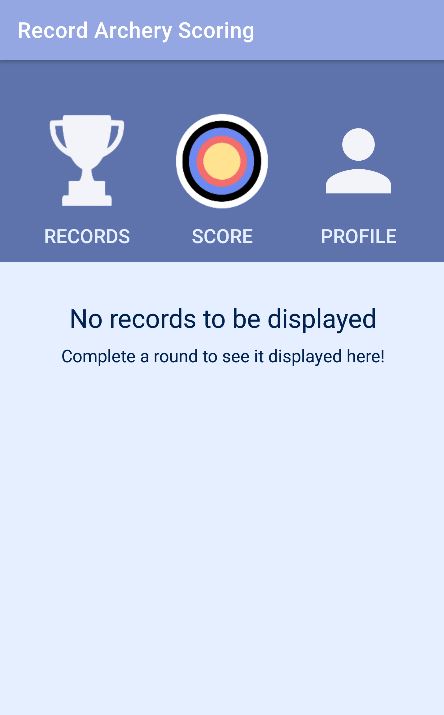 Record Archery Scoring
RECORDS SCORE PROFILE
No records to be displayed
Complete a round to see it displayed here!